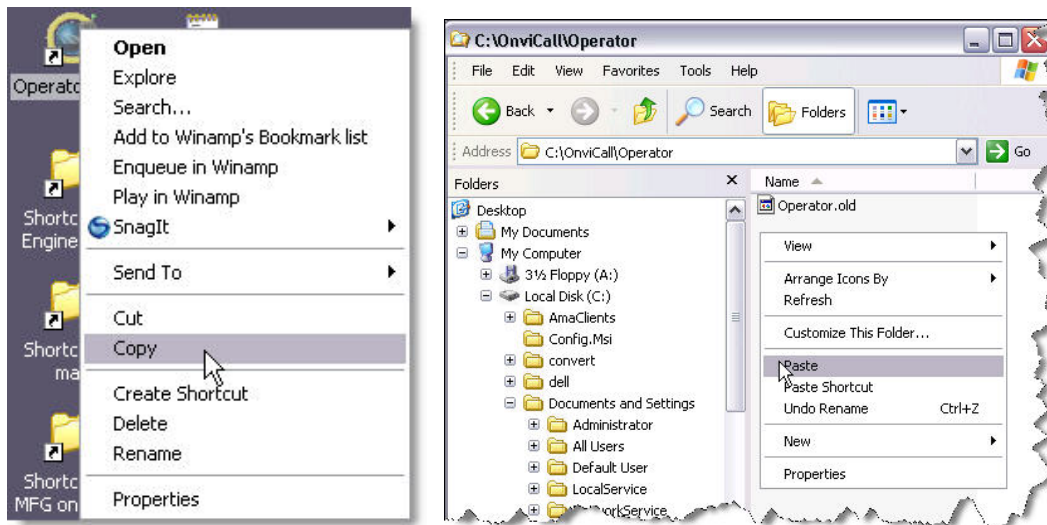 Operato
Shortc
Engine
Shortc
ma
Shortc
MFG on
Open
Explore
Search...
Add to Winamp's Bookmark list
Enqueue in Winamp
Play in Winamp
SnagIt
Send To
Cut
Copy
Create Shortcut
Delete
Rename
Properties
C:\OnviCall\Operator
File Edit View Favorites Tools Help
Back Search Folders
Address C:\OnviCall\Operator Go
Folders
Desktop
My Documents
My Computer
3½ Floppy (A:)
Local Disk (C:)
AmaClients
Config.Msi
convert
dell
Documents and Settings
Administrator
All Users
Default User
LocalService
Name
Operator.old
View
Arrange Icons By
Refresh
Customize This Folder...
Paste
Paste Shortcut
Undo Rename Ctrl+Z
New
Properties